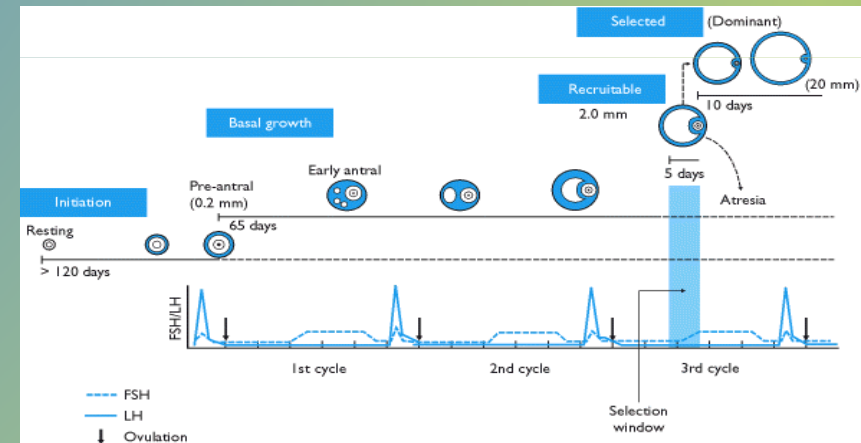 Selected
(Dominant)
(20 mm)
Recruitable
2.0 mm
10 days
Basal growth
5 days
Early antral
Pre-antral
(0.2 mm)
Atresia
Initiation
65 days
Resting
> 120 days
FSH/LH
1st cycle
2nd cycle
3rd cycle
FSH
LH
Ovulation
Selection
window